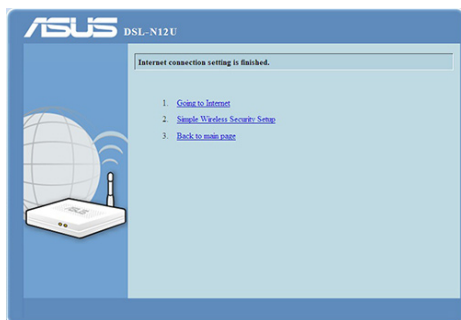 ASUS DSL-N12U
Internet connection setting is finished.
1. Going to Internet
2. Simple Wireless Security Setup
3. Back to main page
ASUS